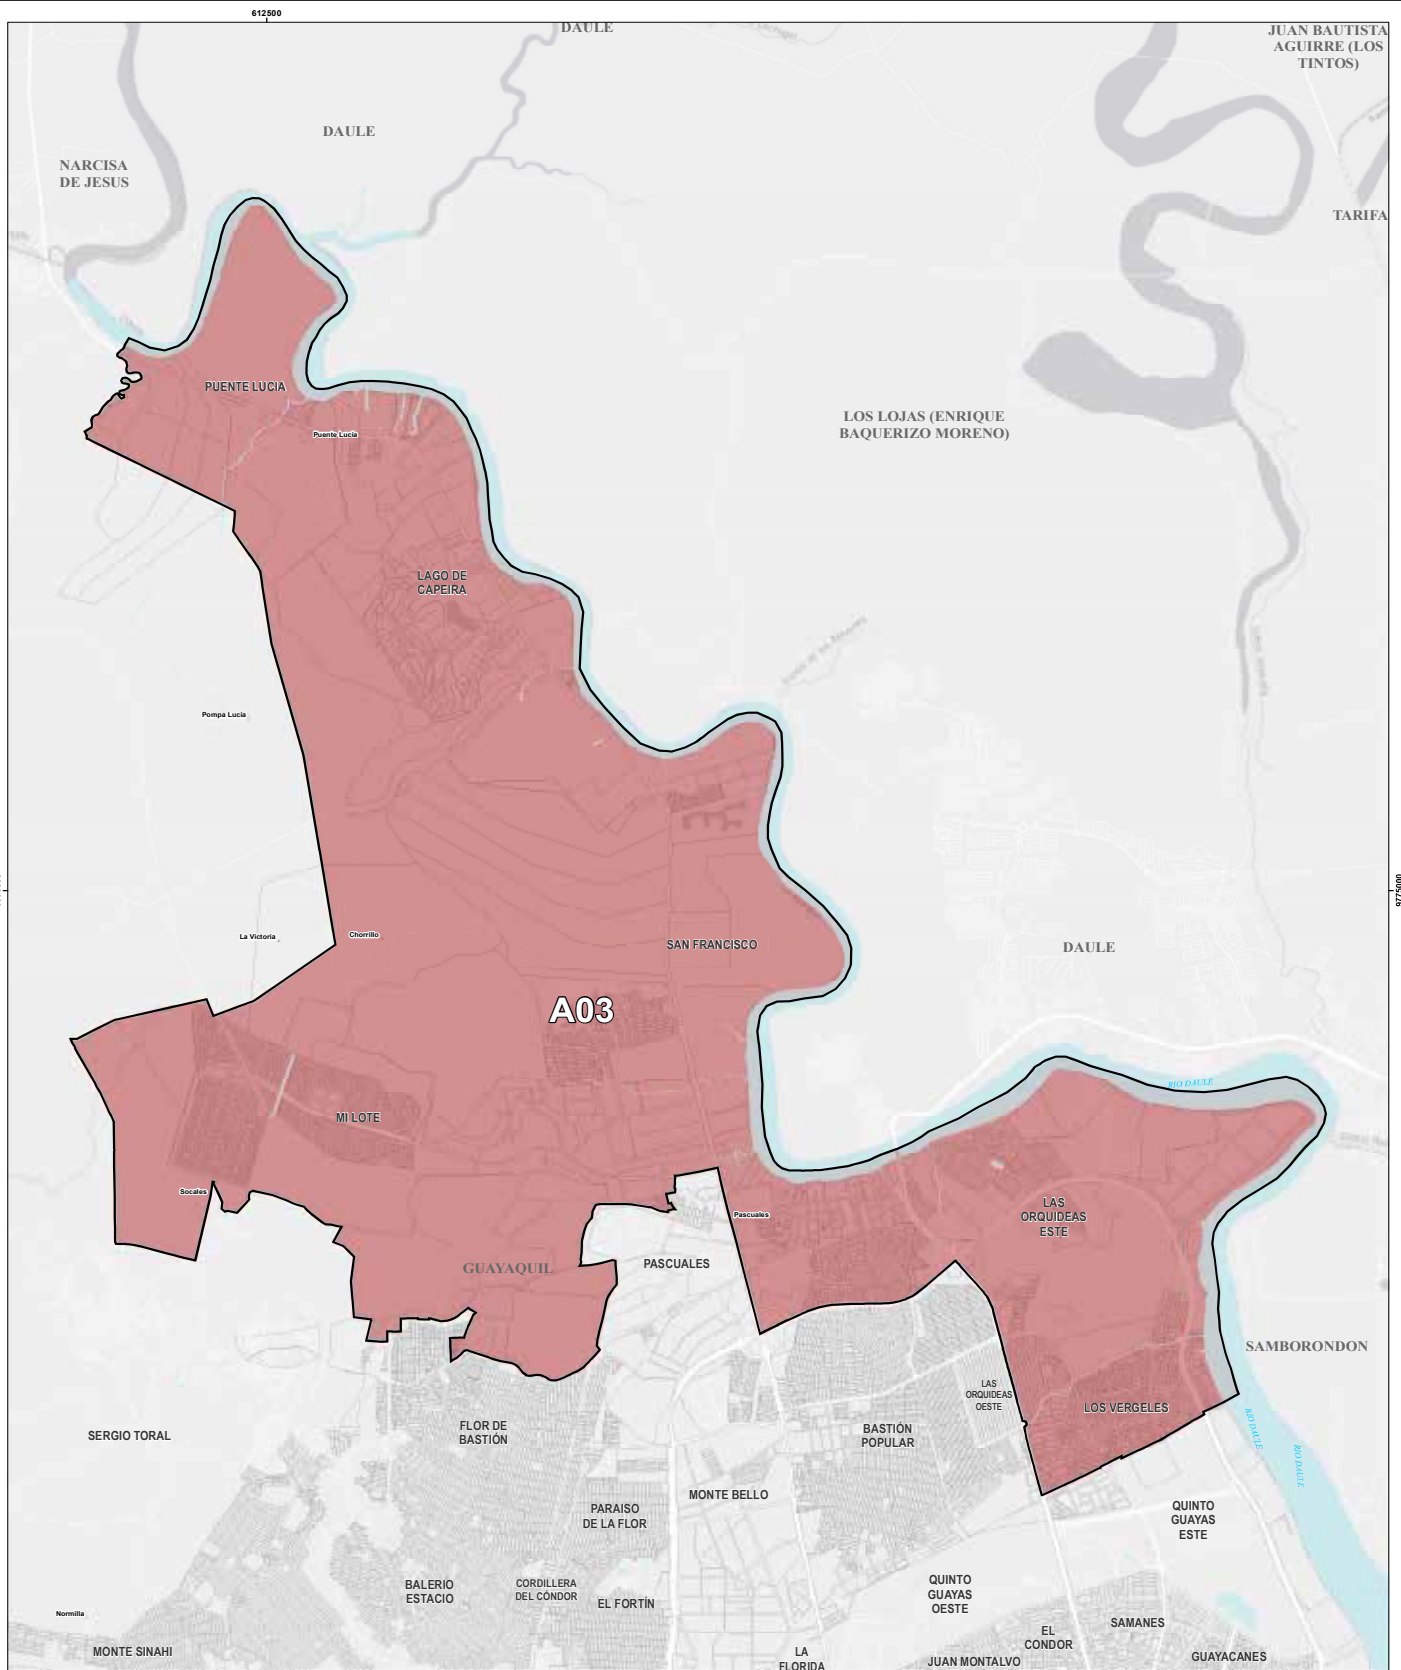 612500
DAULE
JUAN BAUTISTA
AGUIRRE (LOS
TINTOS)
DAULE
NARCISA
DE JESUS
TARIFA
PUENTE LUCIA
LOS LOJAS (ENRIQUE
BAQUERIZO MORENO)
Puente Lucia
LAGO DE
CAPEIRA
Pompa Lucia
9775000
La Victoria
Chorrillo
SAN FRANCISCO
DAULE
A03
RIO DAULE
MI LOTE
Socales
Pascuales
LAS
ORQUIDEAS
ESTE
GUAYAQUIL
PASCUALES
SAMBORONDON
LAS
ORQUIDEAS
OESTE
LOS VERGELES
SERGIO TORAL
FLOR DE
BASTIÓN
BASTIÓN
POPULAR
RIO DAULE
RIO DAULE
MONTE BELLO
PARAISO
DE LA FLOR
QUINTO
GUAYAS
ESTE
BALERIO
ESTACIO
CORDILLERA
DEL CÓNDOR
EL FORTÍN
QUINTO
GUAYAS
OESTE
Normilla
MONTE SINAHI
LA
FLORIDA
EL
CONDOR
SAMANES
JUAN MONTALVO
GUAYACANES